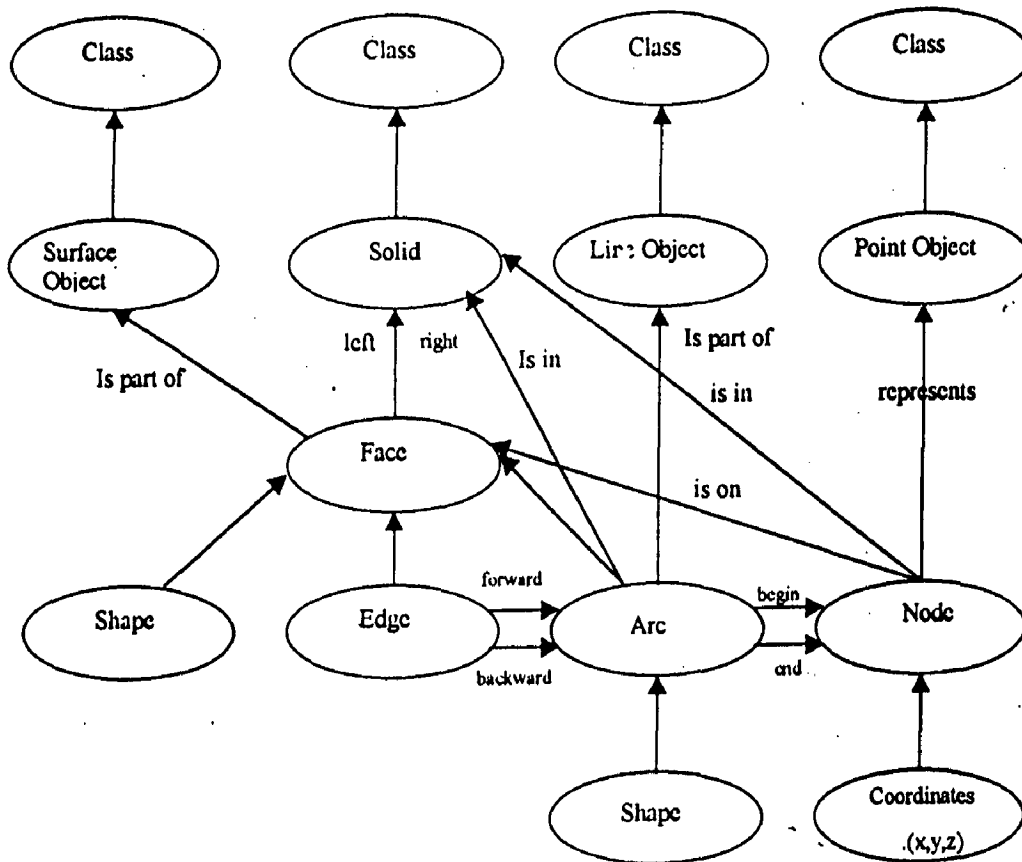 Class
Class
Class
Class
Surface
Object
Solid
Line Object
Point Object
left
right
Is in
Is part of
Is part of
is in
represents
Face
is on
Shape
Edge
forward
backward
Arc
begin
end
Node
Shape
Coordinates
.(x,y,z)